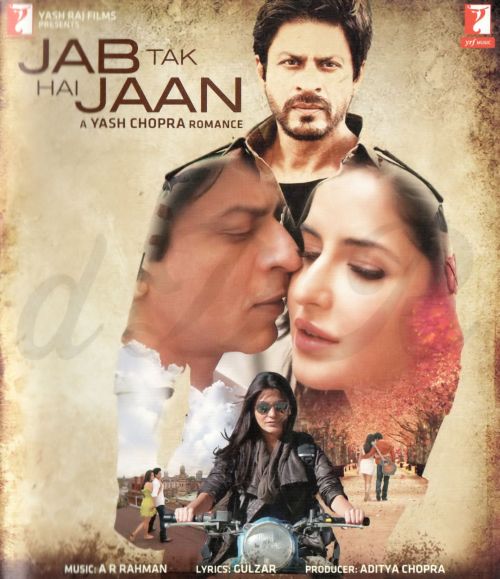 YASH RAJ FILMS
PRESENTS
JAB TAK
HAI JAAN
A YASH CHOPRA ROMANCE
yrf MUSIC
MUSIC: A R RAHMAN LYRICS: GULZAR PRODUCER: ADITYA CHOPRA